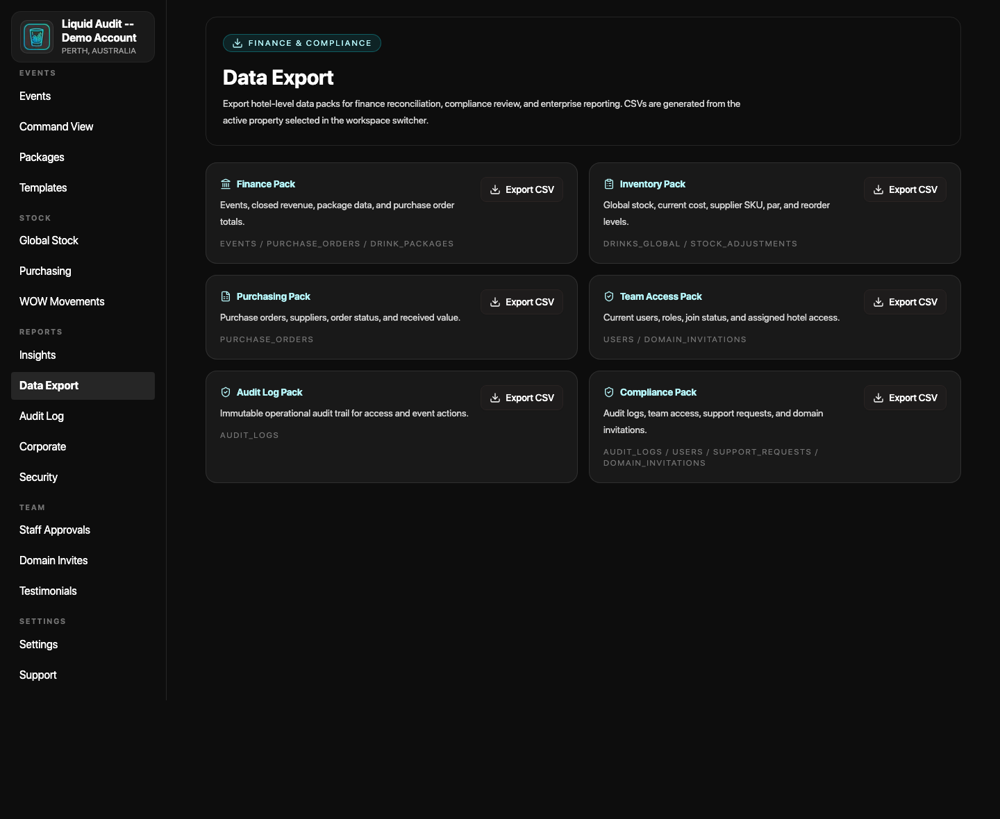 Liquid Audit --
Demo Account
PERTH, AUSTRALIA
EVENTS
Events
Command View
Packages
Templates
STOCK
Global Stock
Purchasing
WOW Movements
REPORTS
Insights
Data Export
Audit Log
Corporate
Security
TEAM
Staff Approvals
Domain Invites
Testimonials
SETTINGS
Settings
Support
FINANCE & COMPLIANCE
Data Export
Export hotel-level data packs for finance reconciliation, compliance review, and enterprise reporting. CSVs are generated from the
active property selected in the workspace switcher.
Finance Pack
Export CSV
Events, closed revenue, package data, and purchase order
totals.
EVENTS / PURCHASE_ORDERS / DRINK_PACKAGES
Inventory Pack
Export CSV
Global stock, current cost, supplier SKU, par, and reorder
levels.
DRINKS_GLOBAL / STOCK_ADJUSTMENTS
Purchasing Pack
Export CSV
Purchase orders, suppliers, order status, and received value.
PURCHASE_ORDERS
Team Access Pack
Export CSV
Current users, roles, join status, and assigned hotel access.
USERS / DOMAIN_INVITATIONS
Audit Log Pack
Export CSV
Immutable operational audit trail for access and event actions.
AUDIT_LOGS
Compliance Pack
Export CSV
Audit logs, team access, support requests, and domain
invitations.
AUDIT_LOGS / USERS / SUPPORT_REQUESTS /
DOMAIN_INVITATIONS